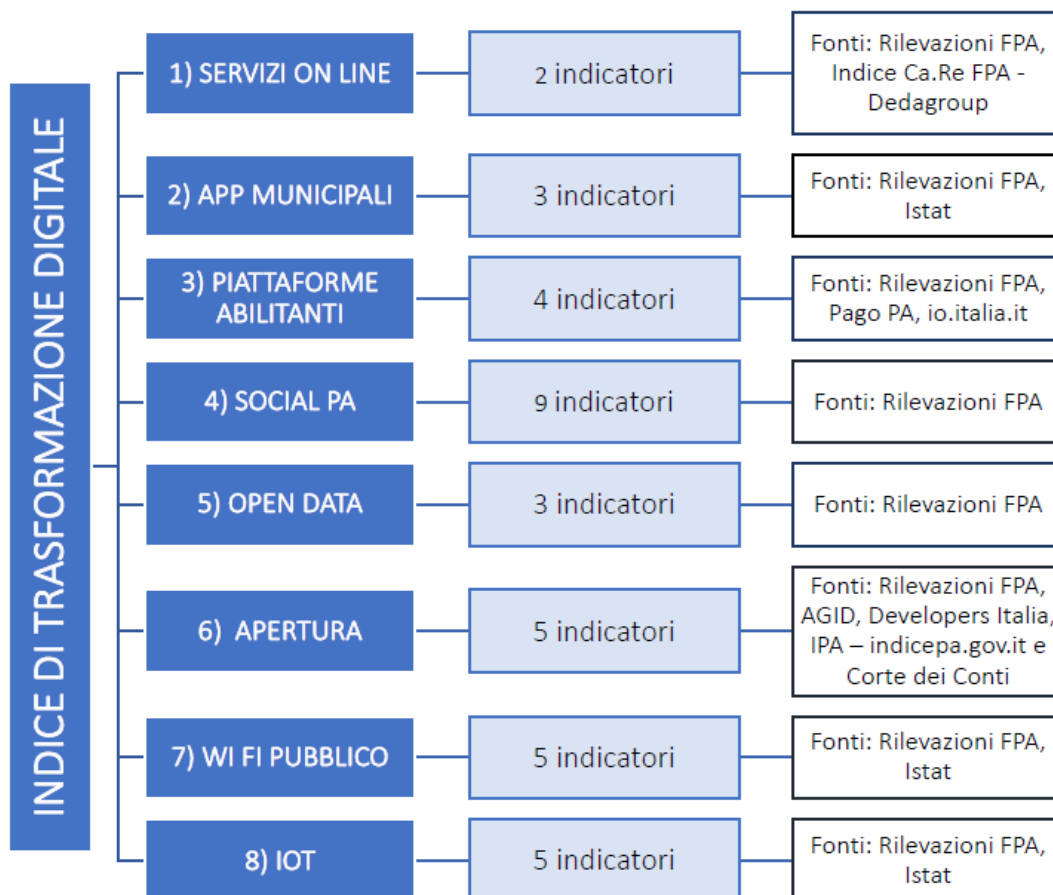 INDICE DI TRASFORMAZIONE DIGITALE
1) SERVIZI ON LINE
2 indicatori
Fonti: Rilevazioni FPA,
Indice Ca.Re FPA -
Dedagroup
2) APP MUNICIPALI
3 indicatori
Fonti: Rilevazioni FPA,
Istat
3) PIATTAFORME
ABILITANTI
4 indicatori
Fonti: Rilevazioni FPA,
Pago PA, io.italia.it
4) SOCIAL PA
9 indicatori
Fonti: Rilevazioni FPA
5) OPEN DATA
3 indicatori
Fonti: Rilevazioni FPA
6) APERTURA
5 indicatori
Fonti: Rilevazioni FPA,
AGID, Developers Italia,
IPA – indicepa.gov.it e
Corte dei Conti
7) WI FI PUBBLICO
5 indicatori
Fonti: Rilevazioni FPA,
Istat
8) IOT
5 indicatori
Fonti: Rilevazioni FPA,
Istat